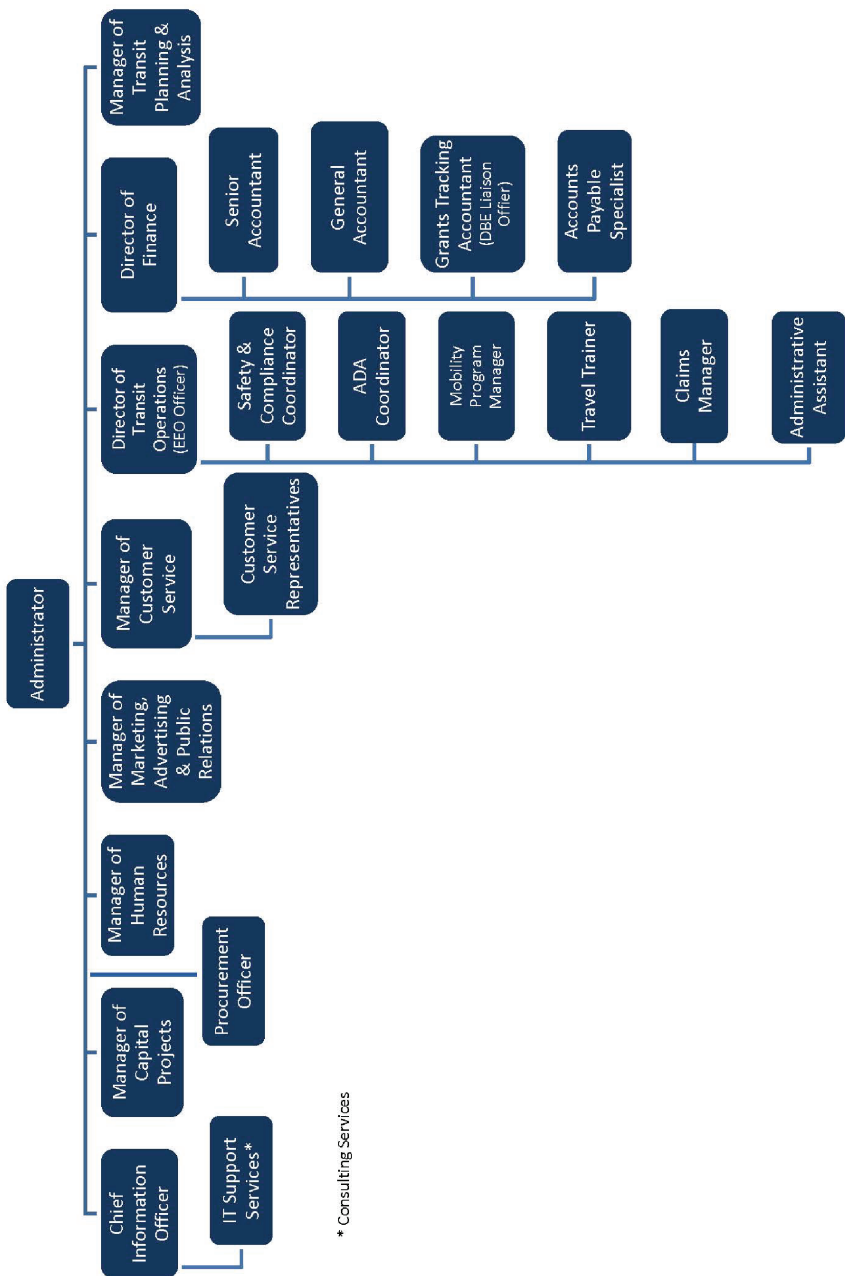 Administrator
Chief
Information
Officer
IT Support
Services*
Manager of
Capital
Projects
Procurement
Officer
Manager of
Human
Resources
Manager of
Marketing,
Advertising
& Public
Relations
Manager of
Customer
Service
Customer
Service
Representatives
Director of
Transit
Operations
(EEO Officer)
Safety &
Compliance
Coordinator
ADA
Coordinator
Mobility
Program
Manager
Travel Trainer
Claims
Manager
Administrative
Assistant
Director of
Finance
Senior
Accountant
General
Accountant
Grants Tracking
Accountant
(DBE Liaison
Offier)
Accounts
Payable
Specialist
Manager of
Transit
Planning &
Analysis
* Consulting Services